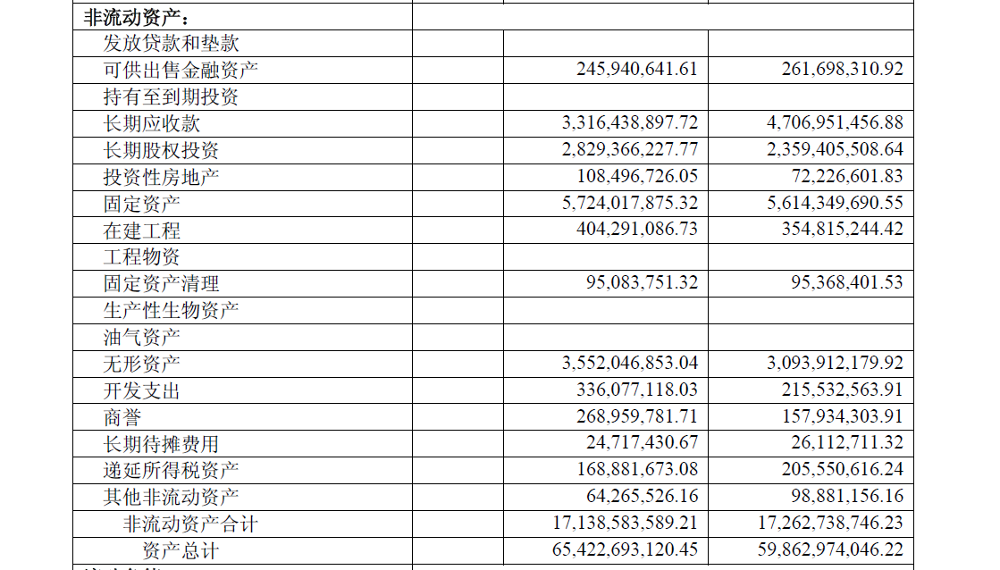 非流动资产：
发放贷款和垫款
可供出售金融资产 245,940,641.61 261,698,310.92
持有至到期投资
长期应收款 3,316,438,897.72 4,706,951,456.88
长期股权投资 2,829,366,227.77 2,359,405,508.64
投资性房地产 108,496,726.05 72,226,601.83
固定资产 5,724,017,875.32 5,614,349,690.55
在建工程 404,291,086.73 354,815,244.42
工程物资
固定资产清理 95,083,751.32 95,368,401.53
生产性生物资产
油气资产
无形资产 3,552,046,853.04 3,093,912,179.92
开发支出 336,077,118.03 215,532,563.91
商誉 268,959,781.71 157,934,303.91
长期待摊费用 24,717,430.67 26,112,711.32
递延所得税资产 168,881,673.08 205,550,616.24
其他非流动资产 64,265,526.16 98,881,156.16
非流动资产合计 17,138,583,589.21 17,262,738,746.23
资产总计 65,422,693,120.45 59,862,974,046.22